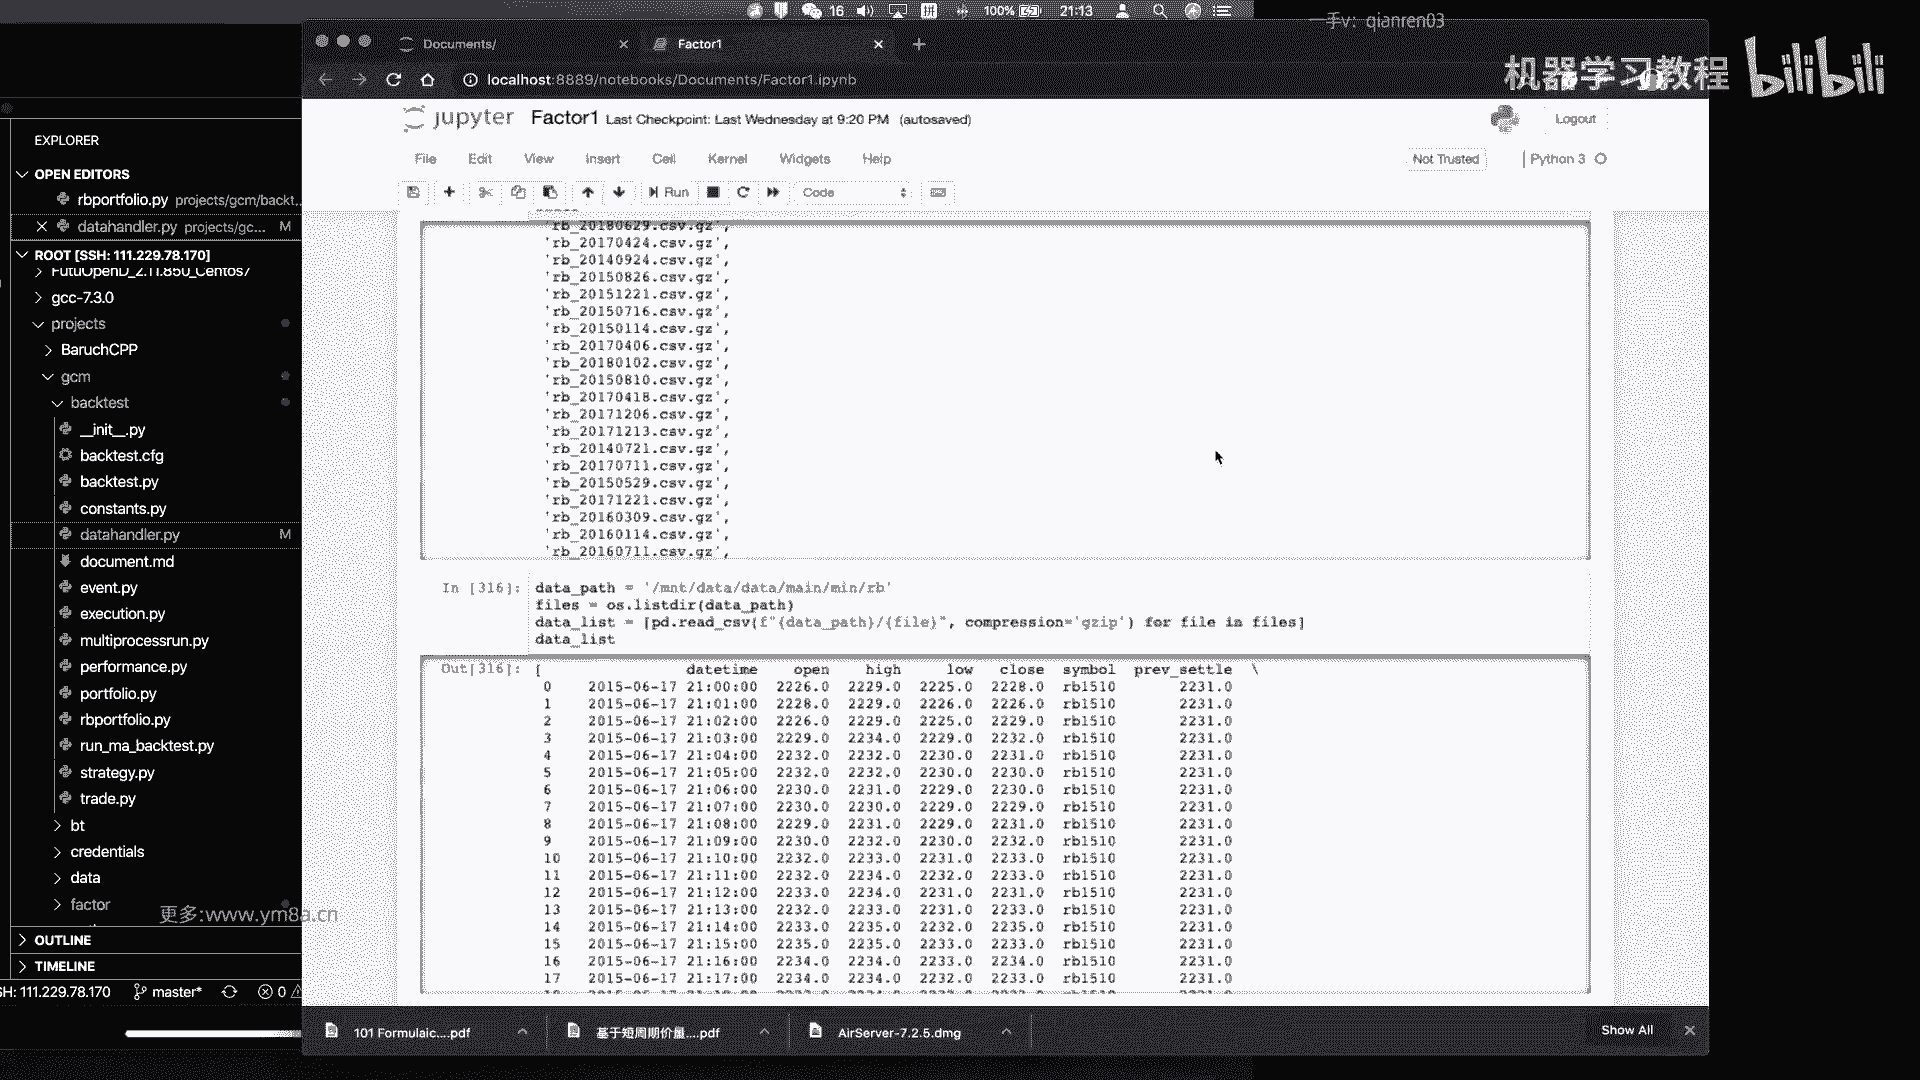 16 100% 21:13
一手v: qianren03
机器学习教程 bilibili
Documents/
Factor1
localhost:8889/notebooks/Documents/Factor1.ipynb
jupyter Factor1 Last Checkpoint: Last Wednesday at 9:20 PM (autosaved)
Logout
File Edit View Insert Cell Kernel Widgets Help
Not Trusted
Python 3
Run
Code
EXPLORER
OPEN EDITORS
rbportfolio.py projects/gcm/backt...
datahandler.py projects/gc... M
ROOT [SSH: 111.229.78.170]
FutuOpenD_2.11.850_Centos7
gcc-7.3.0
projects
BaruchCPP
gcm
backtest
__init__.py
backtest.cfg
backtest.py
constants.py
datahandler.py M
document.md
event.py
execution.py
multiprocessrun.py
performance.py
portfolio.py
rbportfolio.py
run_ma_backtest.py
strategy.py
trade.py
bt
credentials
data
factor
更多:www.ym8a.cn
OUTLINE
TIMELINE
SH: 111.229.78.170 master* 0
'rb_20180629.csv.gz',
'rb_20170424.csv.gz',
'rb_20140924.csv.gz',
'rb_20150826.csv.gz',
'rb_20151221.csv.gz',
'rb_20150716.csv.gz',
'rb_20150114.csv.gz',
'rb_20170406.csv.gz',
'rb_20180102.csv.gz',
'rb_20150810.csv.gz',
'rb_20170418.csv.gz',
'rb_20171206.csv.gz',
'rb_20171213.csv.gz',
'rb_20140721.csv.gz',
'rb_20170711.csv.gz',
'rb_20150529.csv.gz',
'rb_20171221.csv.gz',
'rb_20160309.csv.gz',
'rb_20160114.csv.gz',
'rb_20160711.csv.gz',
In [316]: data_path = '/mnt/data/data/main/min/rb'
files = os.listdir(data_path)
data_list = [pd.read_csv(f"{data_path}/{file}", compression='gzip') for file in files]
data_list
Out[316]: [ datetime open high low close symbol prev_settle \
0 2015-06-17 21:00:00 2226.0 2229.0 2225.0 2228.0 rb1510 2231.0
1 2015-06-17 21:01:00 2228.0 2229.0 2226.0 2226.0 rb1510 2231.0
2 2015-06-17 21:02:00 2226.0 2229.0 2225.0 2229.0 rb1510 2231.0
3 2015-06-17 21:03:00 2229.0 2234.0 2229.0 2232.0 rb1510 2231.0
4 2015-06-17 21:04:00 2232.0 2232.0 2230.0 2231.0 rb1510 2231.0
5 2015-06-17 21:05:00 2232.0 2232.0 2230.0 2230.0 rb1510 2231.0
6 2015-06-17 21:06:00 2230.0 2231.0 2229.0 2230.0 rb1510 2231.0
7 2015-06-17 21:07:00 2230.0 2230.0 2229.0 2229.0 rb1510 2231.0
8 2015-06-17 21:08:00 2229.0 2231.0 2229.0 2231.0 rb1510 2231.0
9 2015-06-17 21:09:00 2230.0 2232.0 2230.0 2232.0 rb1510 2231.0
10 2015-06-17 21:10:00 2232.0 2233.0 2231.0 2233.0 rb1510 2231.0
11 2015-06-17 21:11:00 2232.0 2234.0 2232.0 2233.0 rb1510 2231.0
12 2015-06-17 21:12:00 2233.0 2234.0 2231.0 2231.0 rb1510 2231.0
13 2015-06-17 21:13:00 2232.0 2233.0 2231.0 2233.0 rb1510 2231.0
14 2015-06-17 21:14:00 2233.0 2235.0 2232.0 2235.0 rb1510 2231.0
15 2015-06-17 21:15:00 2235.0 2235.0 2233.0 2233.0 rb1510 2231.0
16 2015-06-17 21:16:00 2234.0 2234.0 2233.0 2234.0 rb1510 2231.0
17 2015-06-17 21:17:00 2234.0 2234.0 2232.0 2233.0 rb1510 2231.0
101 Formulaic....pdf
基于短周期价量....pdf
AirServer-7.2.5.dmg
Show All